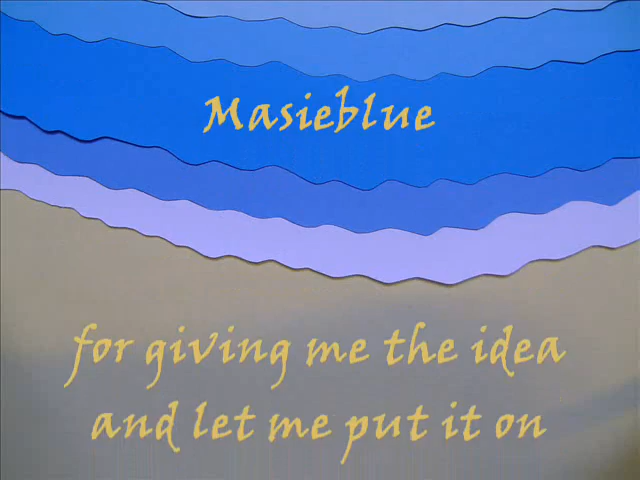 Masieblue
for giving me the idea
and let me put it on